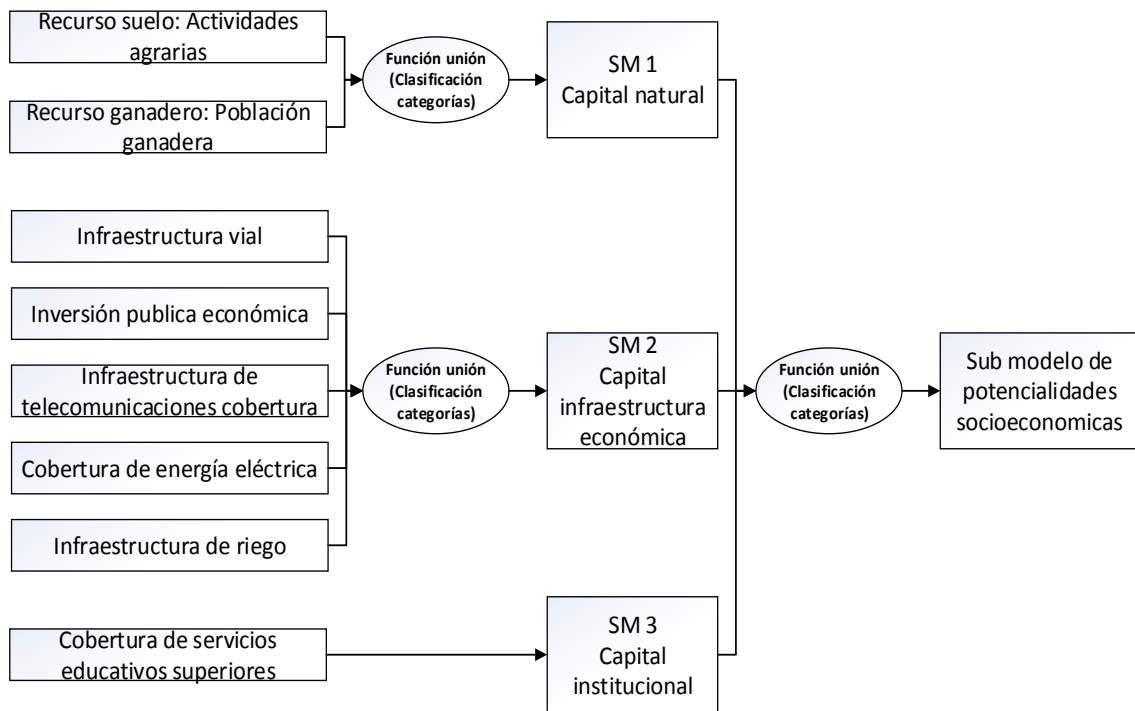 Recurso suelo: Actividades
agrarias
Recurso ganadero: Población
ganadera
Función unión
(Clasificación
categorías)
SM 1
Capital natural
Infraestructura vial
Inversión publica económica
Infraestructura de
telecomunicaciones cobertura
Cobertura de energía eléctrica
Infraestructura de riego
Función unión
(Clasificación
categorías)
SM 2
Capital
infraestructura
económica
Función unión
(Clasificación
categorías)
Sub modelo de
potencialidades
socioeconomicas
Cobertura de servicios
educativos superiores
SM 3
Capital
institucional